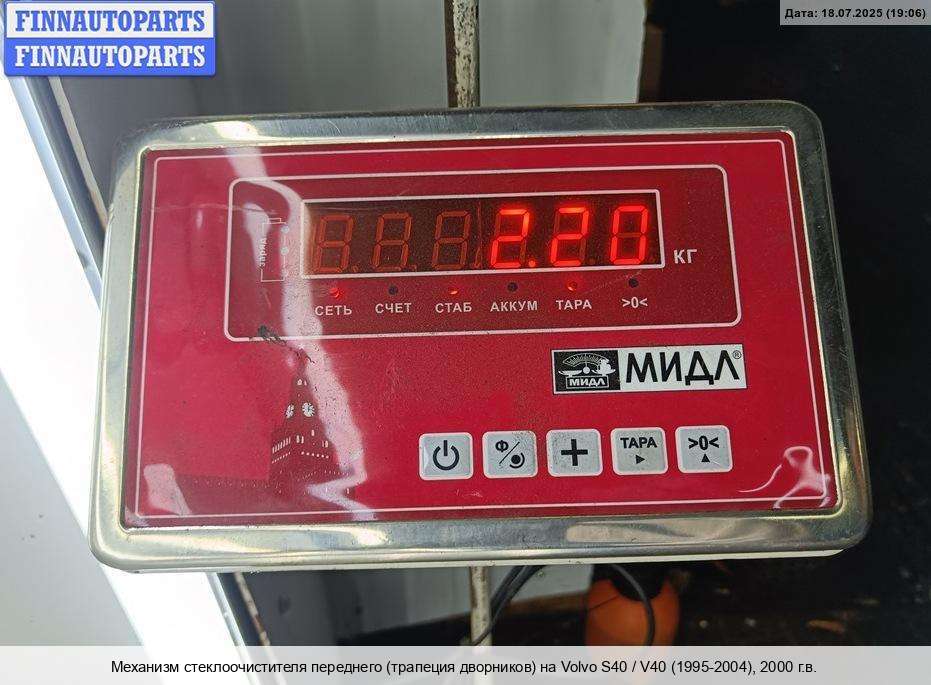 FINNAUTOPARTS
FINNAUTOPARTS
Дата: 18.07.2025 (19:06)
2.20
КГ
СЕТЬ СЧЕТ СТАБ АККУМ ТАРА >0<
МИДЛ МИДЛ®
Ф ТАРА >0<
Механизм стеклоочистителя переднего (трапеция дворников) на Volvo S40 / V40 (1995-2004), 2000 г.в.